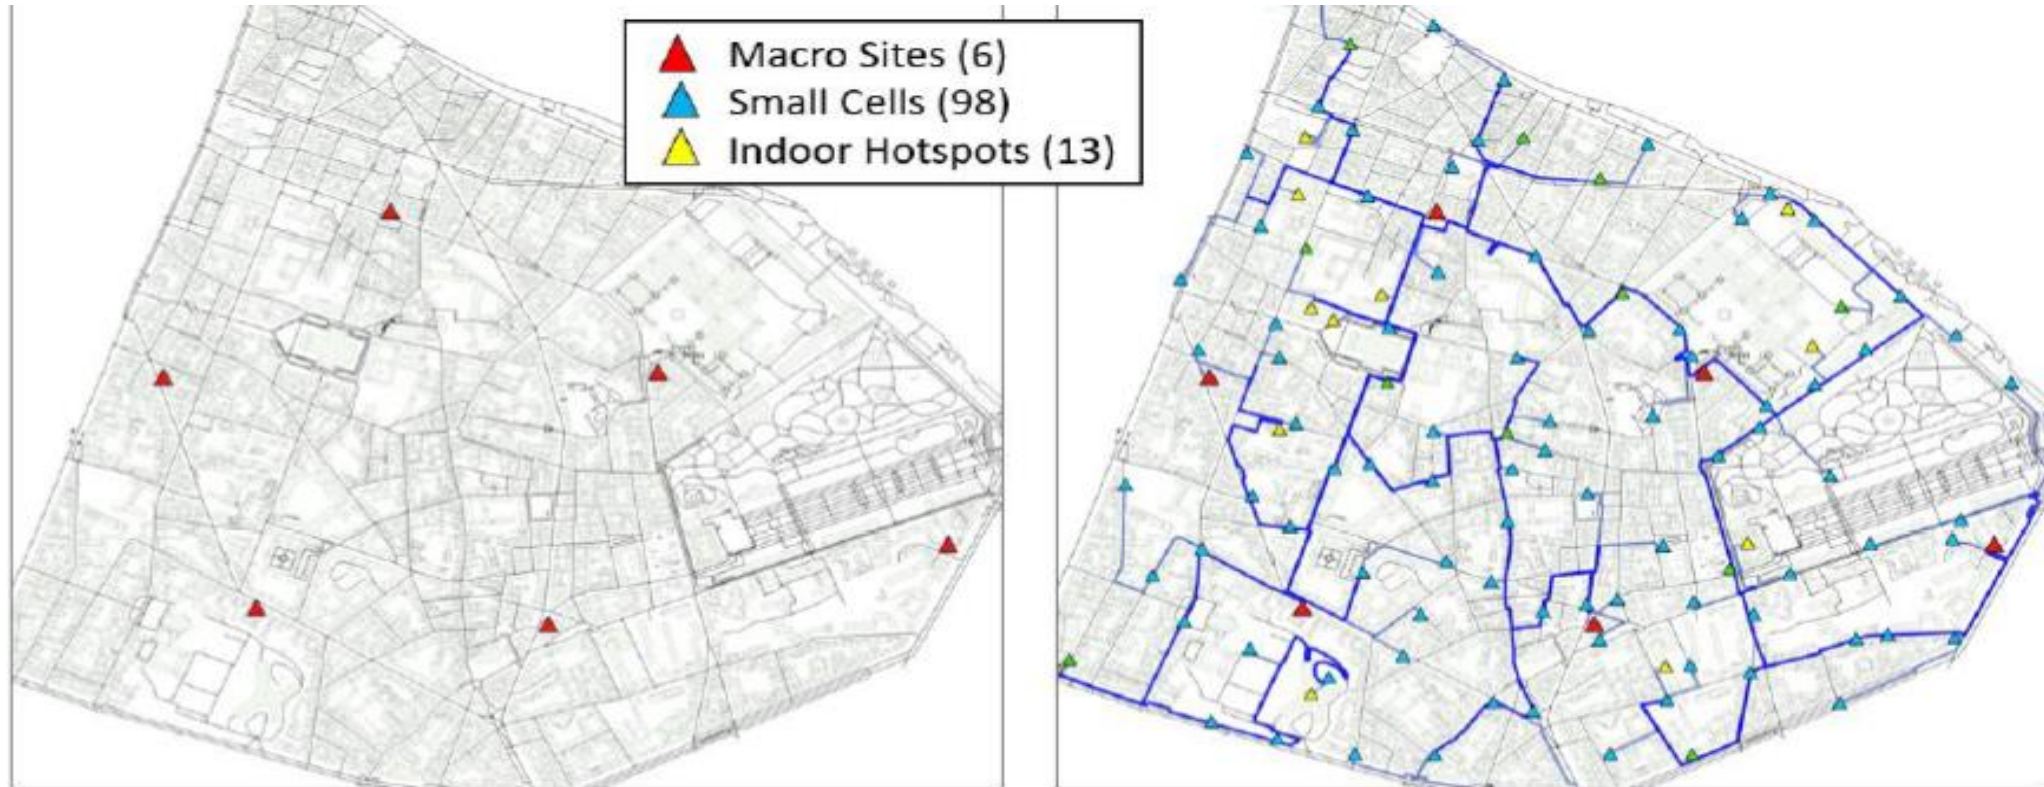 Macro Sites (6)
Small Cells (98)
Indoor Hotspots (13)